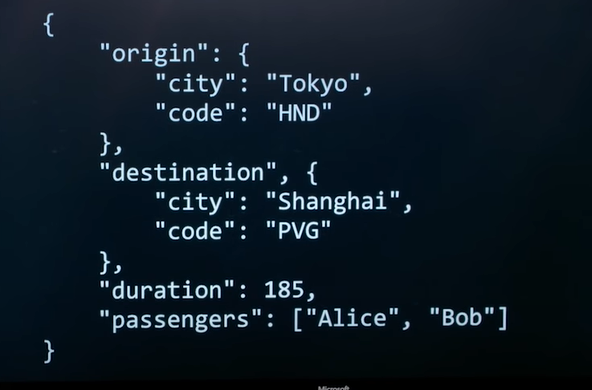 {
    "origin": {
        "city": "Tokyo",
        "code": "HND"
    },
    "destination", {
        "city": "Shanghai",
        "code": "PVG"
    },
    "duration": 185,
    "passengers": ["Alice", "Bob"]
}
Microsoft